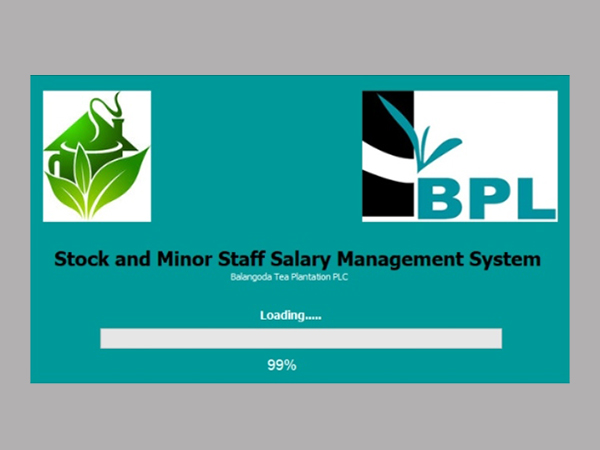 BPL
Stock and Minor Staff Salary Management System
Balangoda Tea Plantation PLC
Loading.....
99%